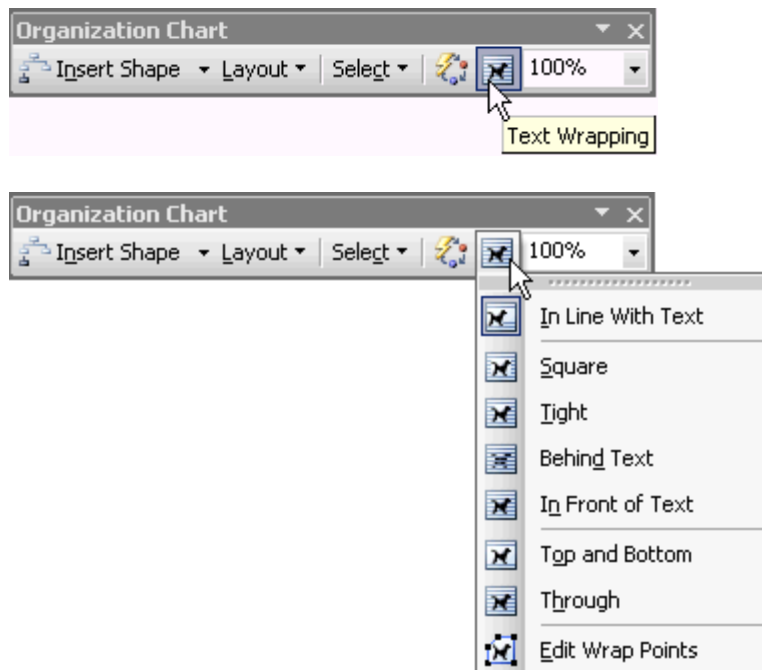 Organization Chart
Insert Shape Layout Select 100%
Text Wrapping
Organization Chart
Insert Shape Layout Select 100%
In Line With Text
Square
Tight
Behind Text
In Front of Text
Top and Bottom
Through
Edit Wrap Points